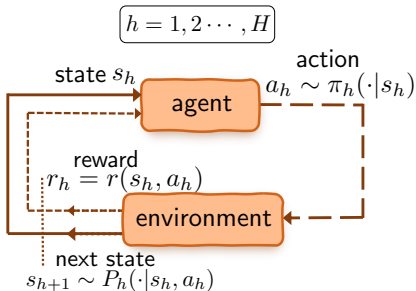 h = 1, 2 ⋯ , H
action
state s_h
a_h ∼ π_h(·|s_h)
agent
reward
r_h = r(s_h, a_h)
environment
next state
s_{h+1} ∼ P_h(·|s_h, a_h)